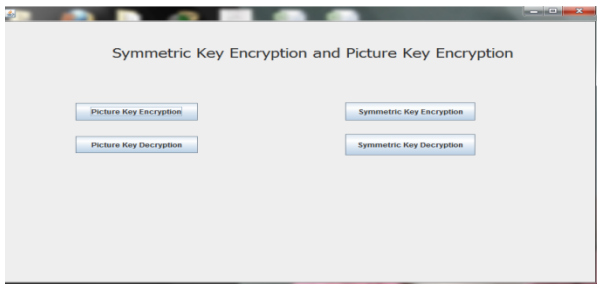 Symmetric Key Encryption and Picture Key Encryption
Picture Key Encryption
Symmetric Key Encryption
Picture Key Decryption
Symmetric Key Decryption